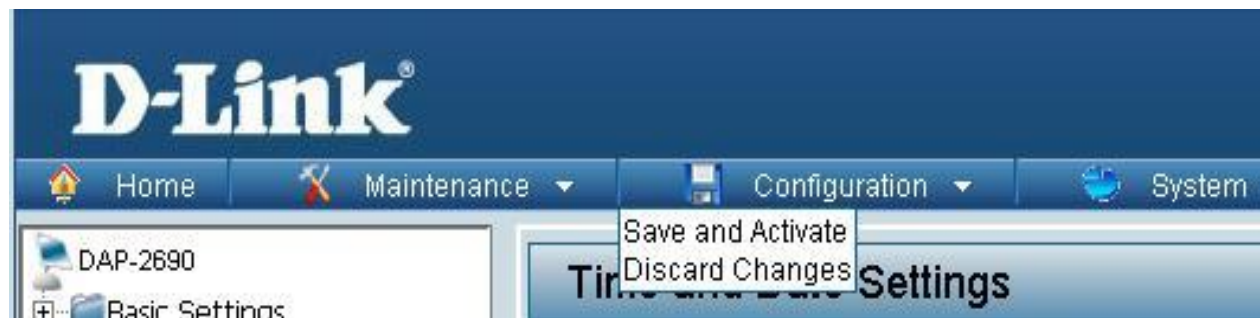 D-Link®
Home Maintenance Configuration System
Save and Activate
Discard Changes
DAP-2690
Settings
Basic Settings